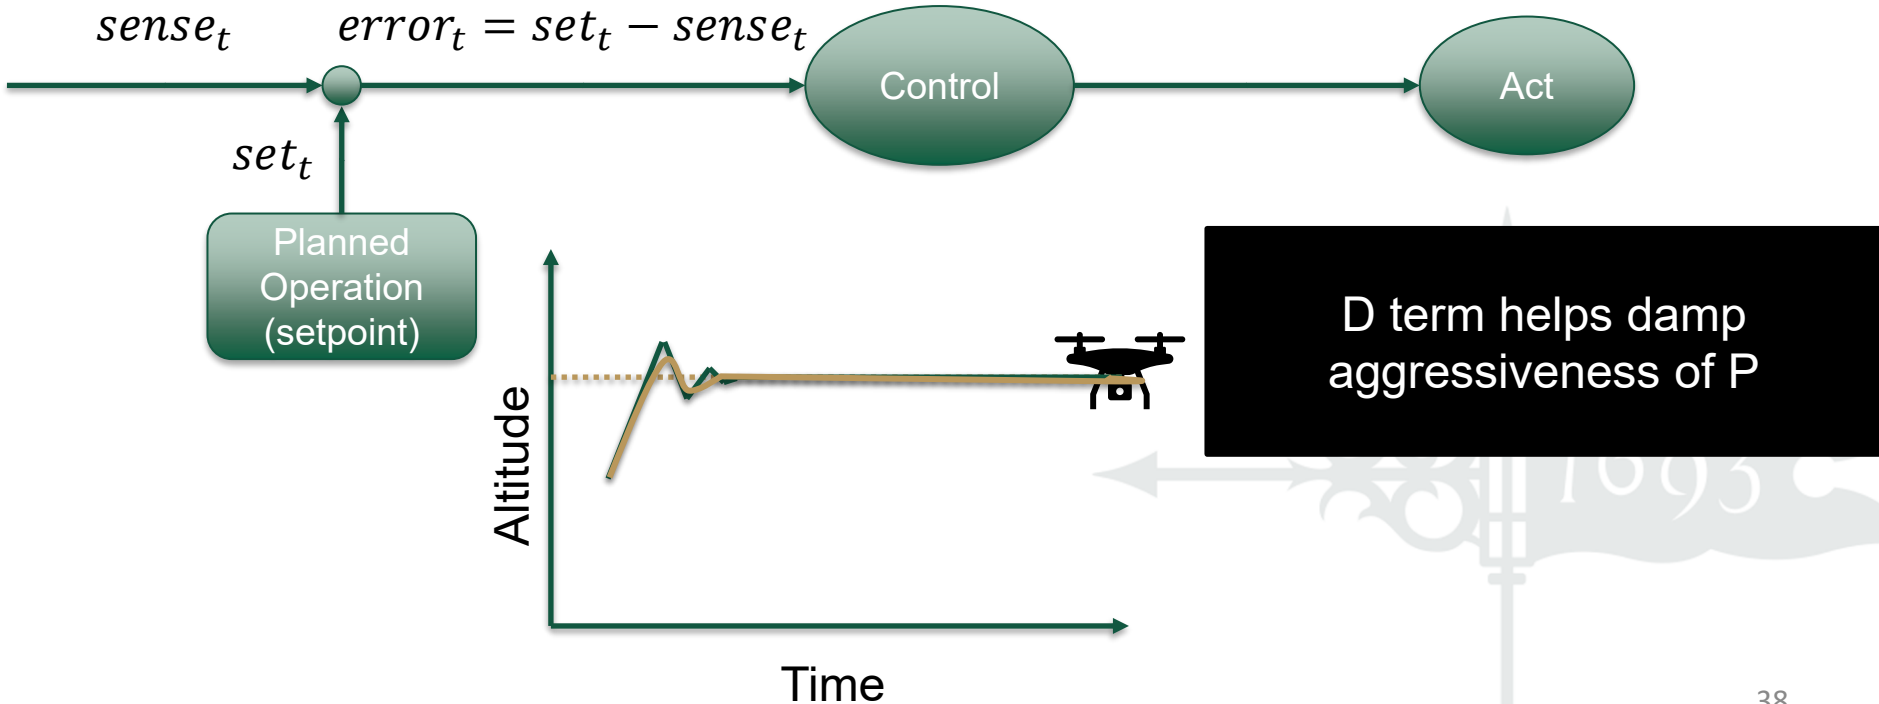 sense_t
error_t = set_t − sense_t
Control
Act
set_t
Planned
Operation
(setpoint)
D term helps damp
aggressiveness of P
Altitude
1693
Time
38